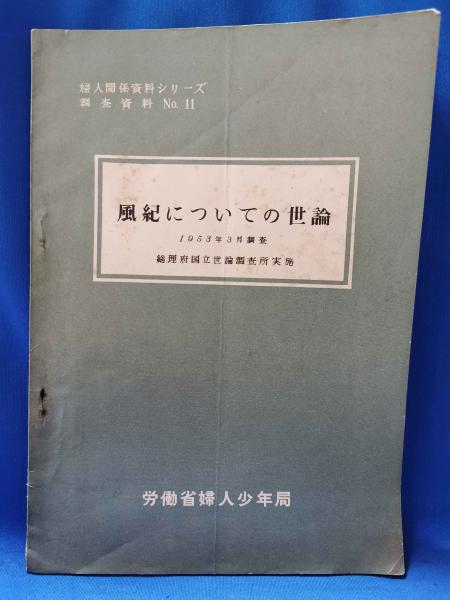 婦人関係資料シリーズ
調査資料 No. 11
風紀についての世論
1953年3月調査
総理府国立世論調査所実施
労働省婦人少年局